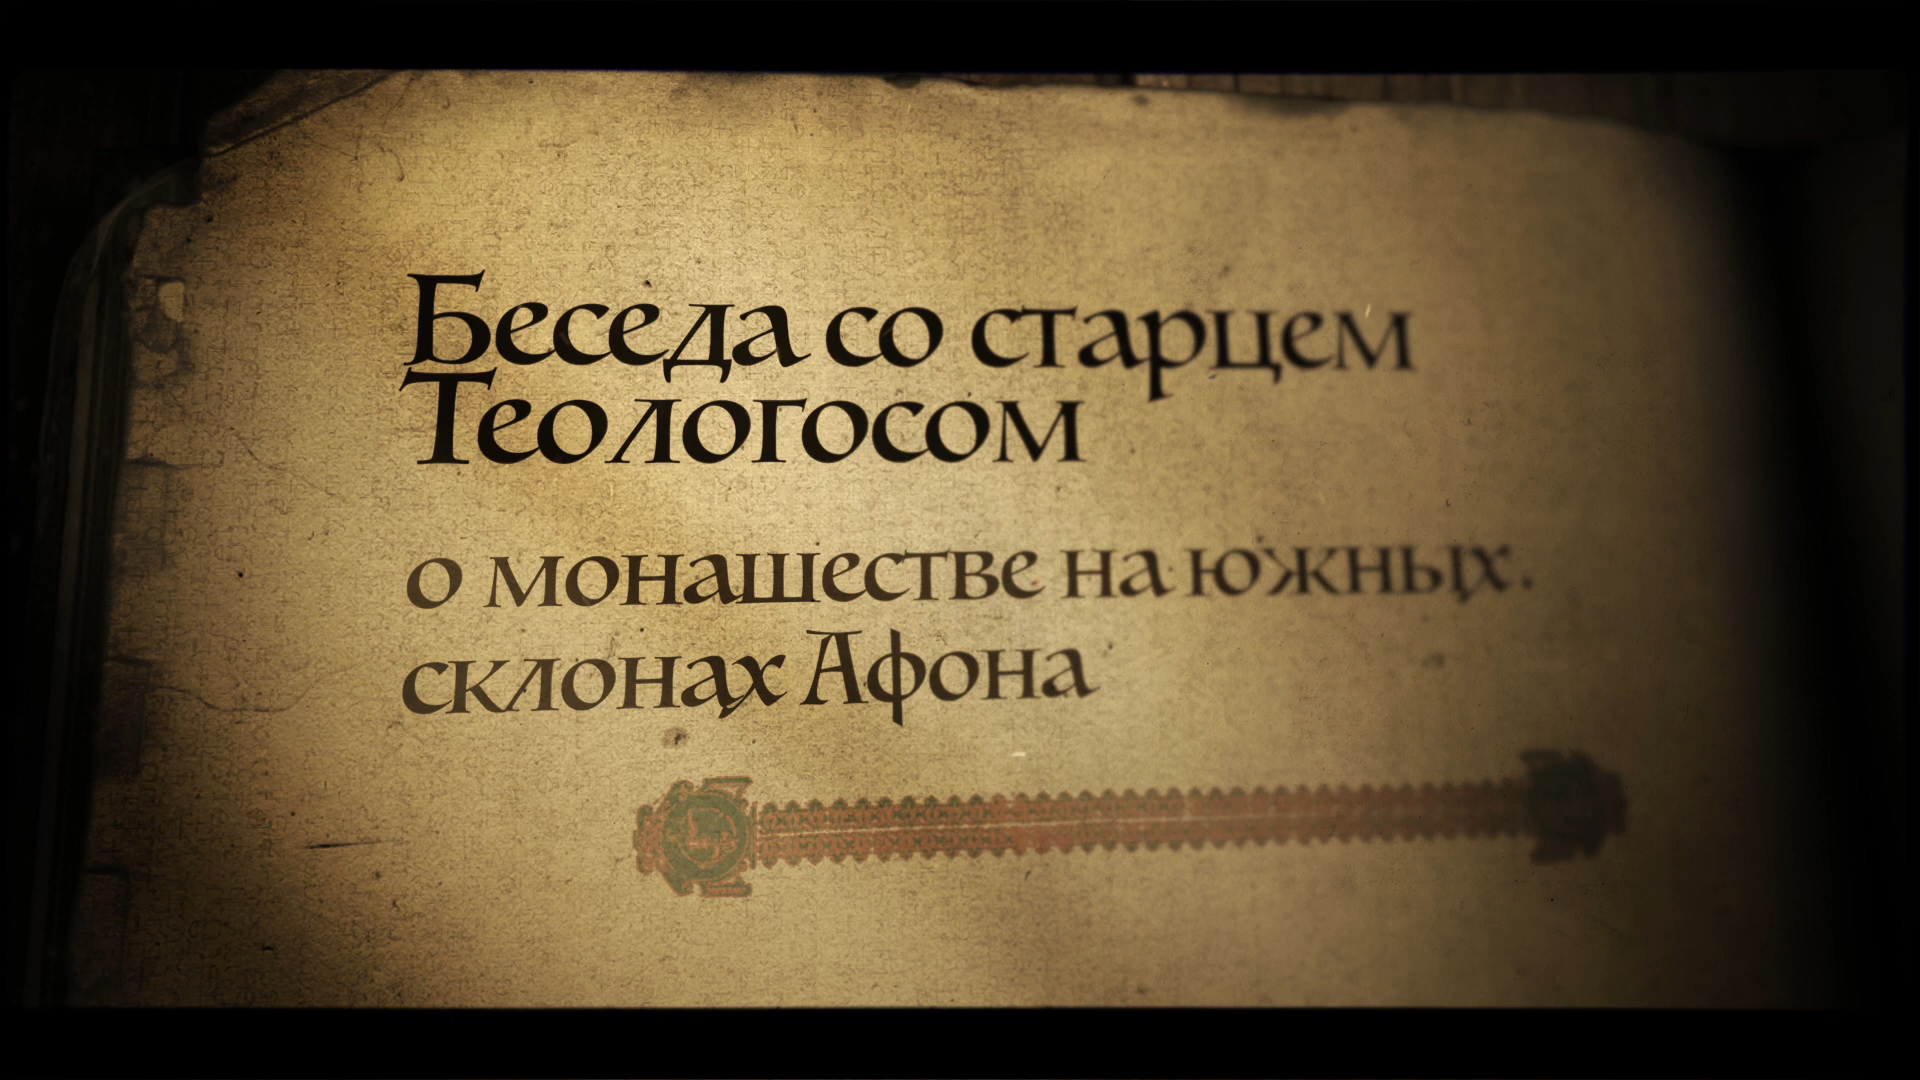 Беседа со старцем
Теологосом
о монашестве на южных
склонах Афона